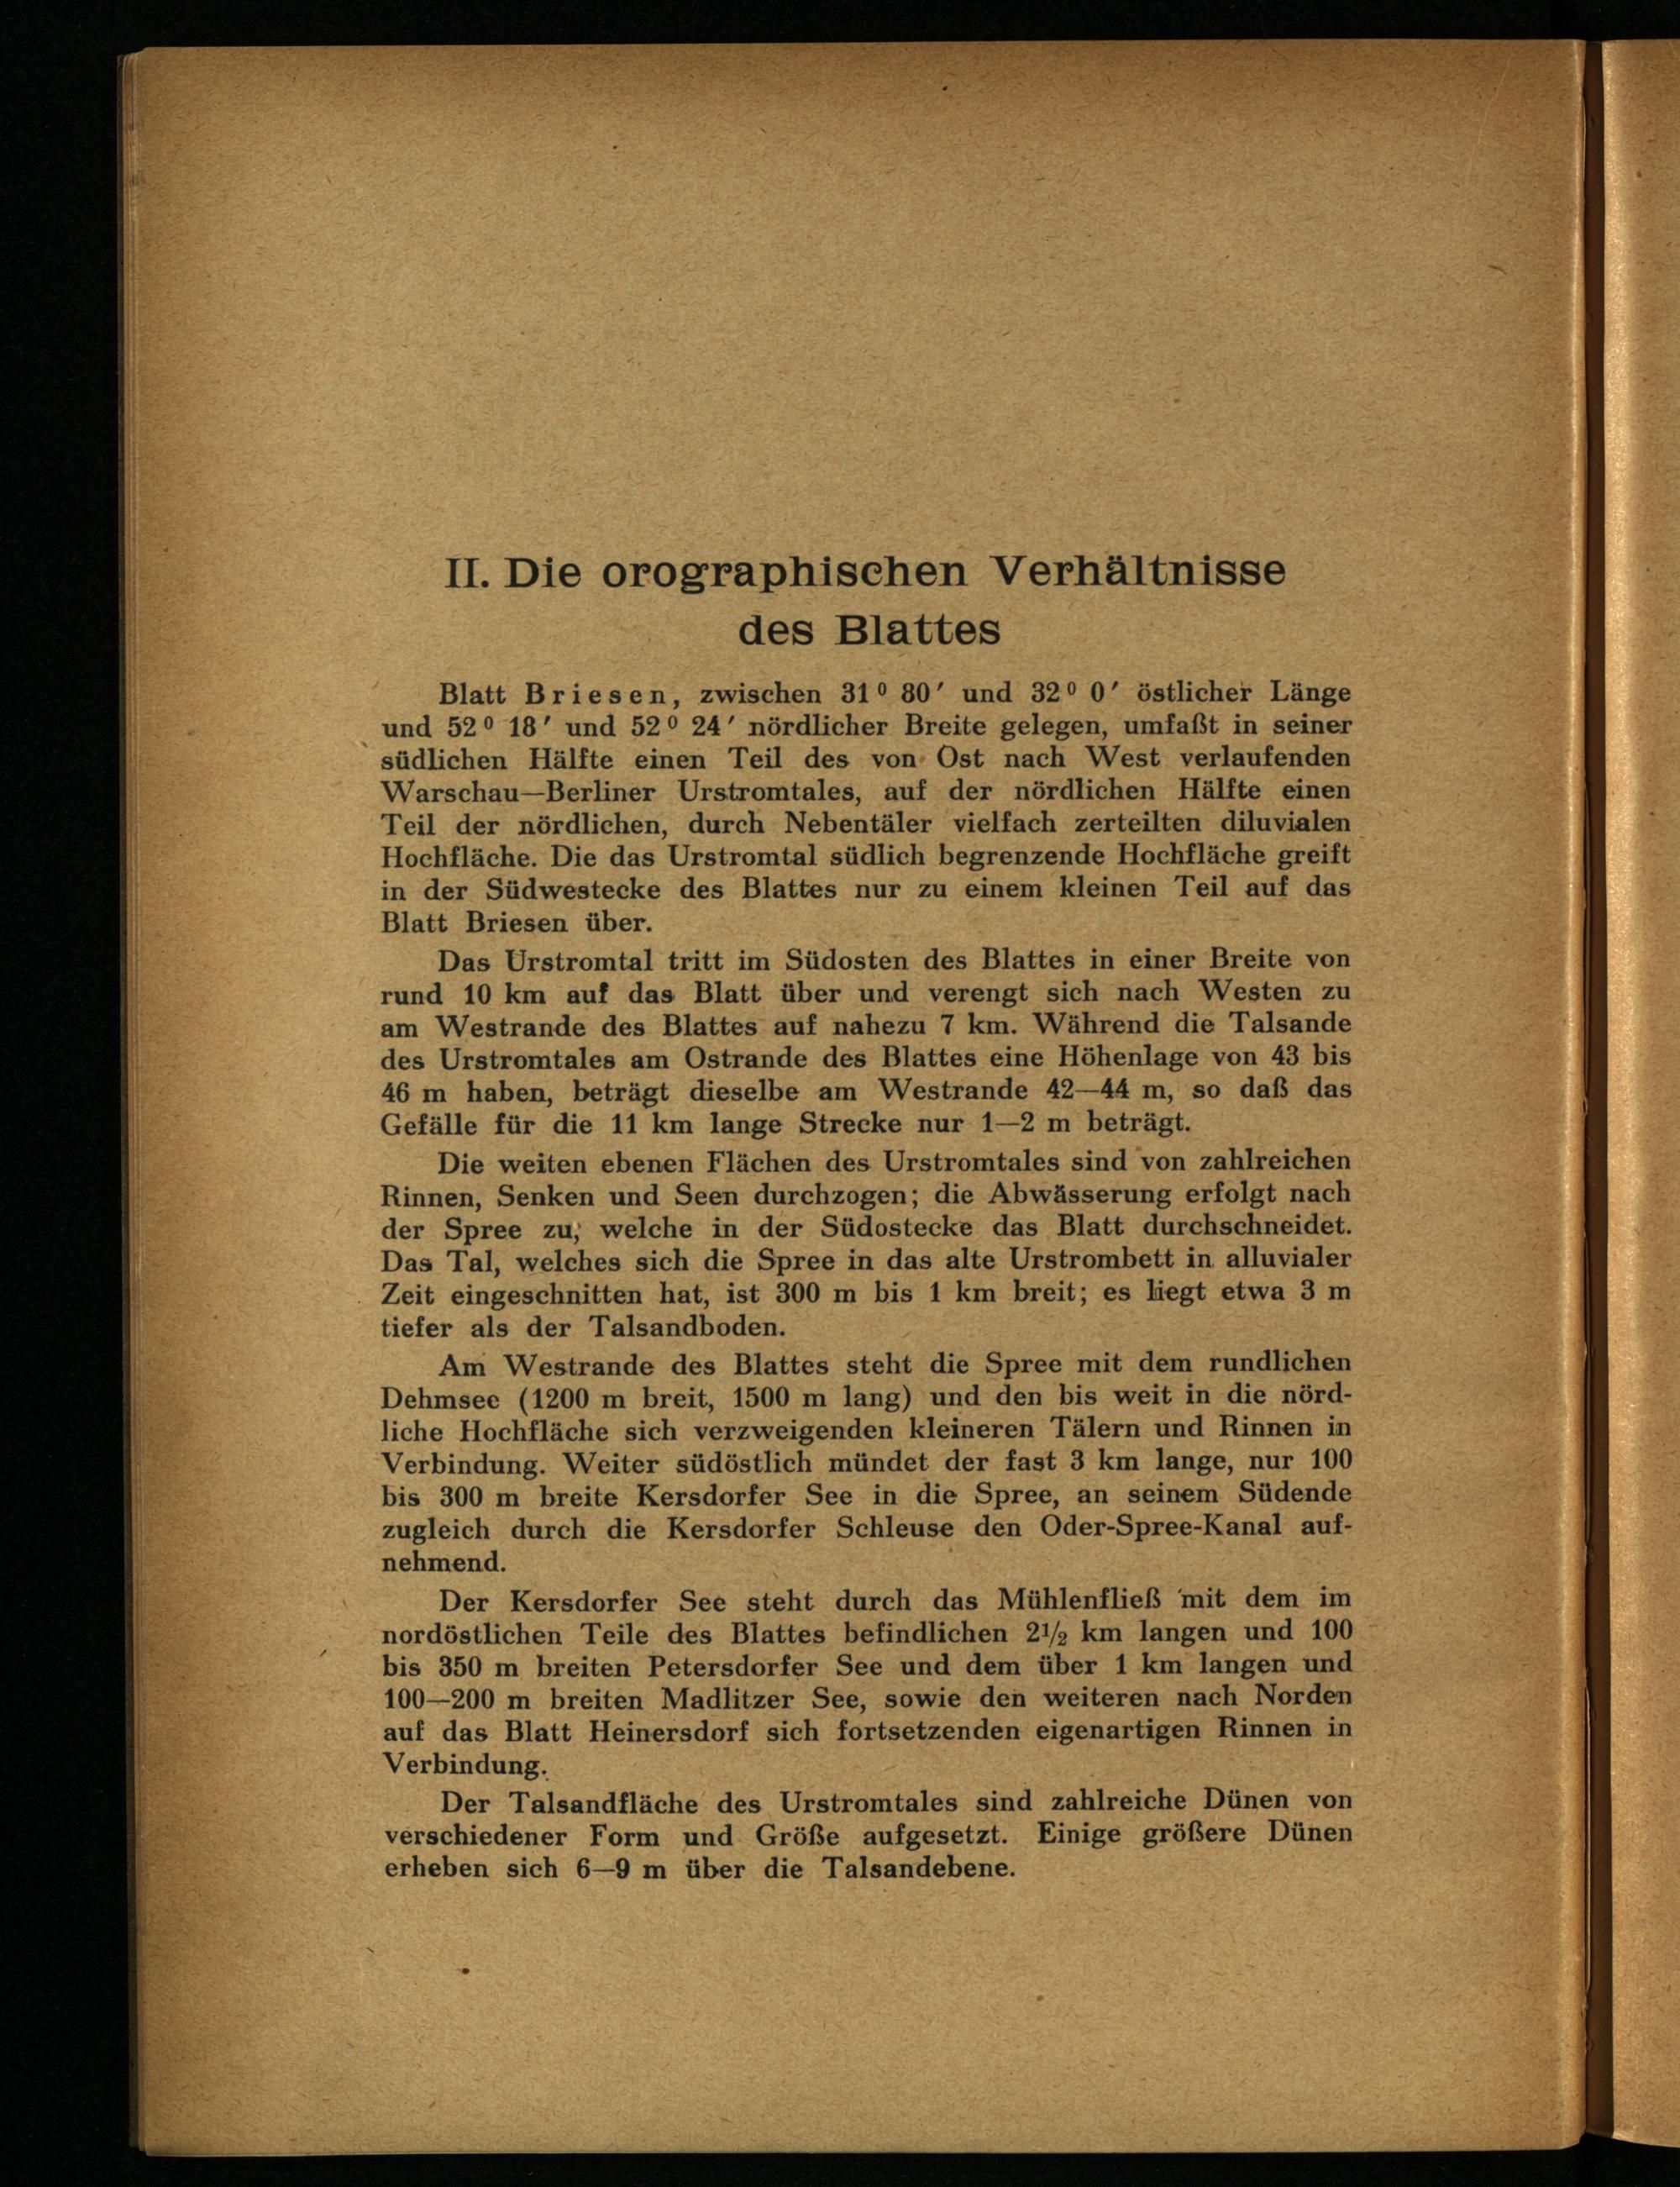 II. Die orographischen Verhältnisse
des Blattes
Blatt Briesen, zwischen 31⁰ 80′ und 32⁰ 0′ östlicher Länge
und 52⁰ 18′ und 52⁰ 24′ nördlicher Breite gelegen, umfaßt in seiner
südlichen Hälfte einen Teil des von Ost nach West verlaufenden
Warschau—Berliner Urstromtales, auf der nördlichen Hälfte einen
Teil der nördlichen, durch Nebentäler vielfach zerteilten diluvialen
Hochfläche. Die das Urstromtal südlich begrenzende Hochfläche greift
in der Südwestecke des Blattes nur zu einem kleinen Teil auf das
Blatt Briesen über.
Das Urstromtal tritt im Südosten des Blattes in einer Breite von
rund 10 km auf das Blatt über und verengt sich nach Westen zu
am Westrande des Blattes auf nahezu 7 km. Während die Talsande
des Urstromtales am Ostrande des Blattes eine Höhenlage von 43 bis
46 m haben, beträgt dieselbe am Westrande 42—44 m, so daß das
Gefälle für die 11 km lange Strecke nur 1—2 m beträgt.
Die weiten ebenen Flächen des Urstromtales sind von zahlreichen
Rinnen, Senken und Seen durchzogen; die Abwässerung erfolgt nach
der Spree zu, welche in der Südostecke das Blatt durchschneidet.
Das Tal, welches sich die Spree in das alte Urstrombett in alluvialer
Zeit eingeschnitten hat, ist 300 m bis 1 km breit; es liegt etwa 3 m
tiefer als der Talsandboden.
Am Westrande des Blattes steht die Spree mit dem rundlichen
Dehmsee (1200 m breit, 1500 m lang) und den bis weit in die nörd-
liche Hochfläche sich verzweigenden kleineren Tälern und Rinnen in
Verbindung. Weiter südöstlich mündet der fast 3 km lange, nur 100
bis 300 m breite Kersdorfer See in die Spree, an seinem Südende
zugleich durch die Kersdorfer Schleuse den Oder-Spree-Kanal auf-
nehmend.
Der Kersdorfer See steht durch das Mühlenfließ mit dem im
nordöstlichen Teile des Blattes befindlichen 2½ km langen und 100
bis 350 m breiten Petersdorfer See und dem über 1 km langen und
100—200 m breiten Madlitzer See, sowie den weiteren nach Norden
auf das Blatt Heinersdorf sich fortsetzenden eigenartigen Rinnen in
Verbindung.
Der Talsandfläche des Urstromtales sind zahlreiche Dünen von
verschiedener Form und Größe aufgesetzt. Einige größere Dünen
erheben sich 6—9 m über die Talsandebene.